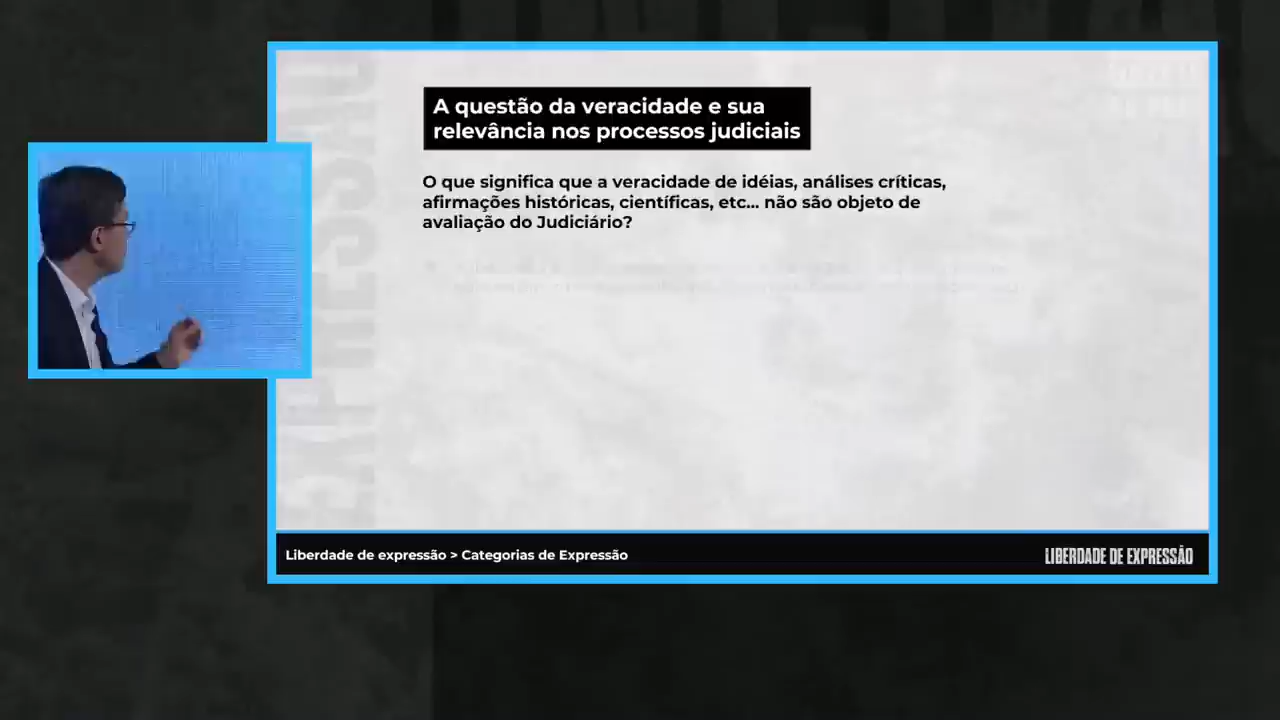 A questão da veracidade e sua
relevância nos processos judiciais
O que significa que a veracidade de idéias, análises críticas,
afirmações históricas, científicas, etc... não são objeto de
avaliação do Judiciário?
Liberdade de expressão > Categorias de Expressão
LIBERDADE DE EXPRESSÃO